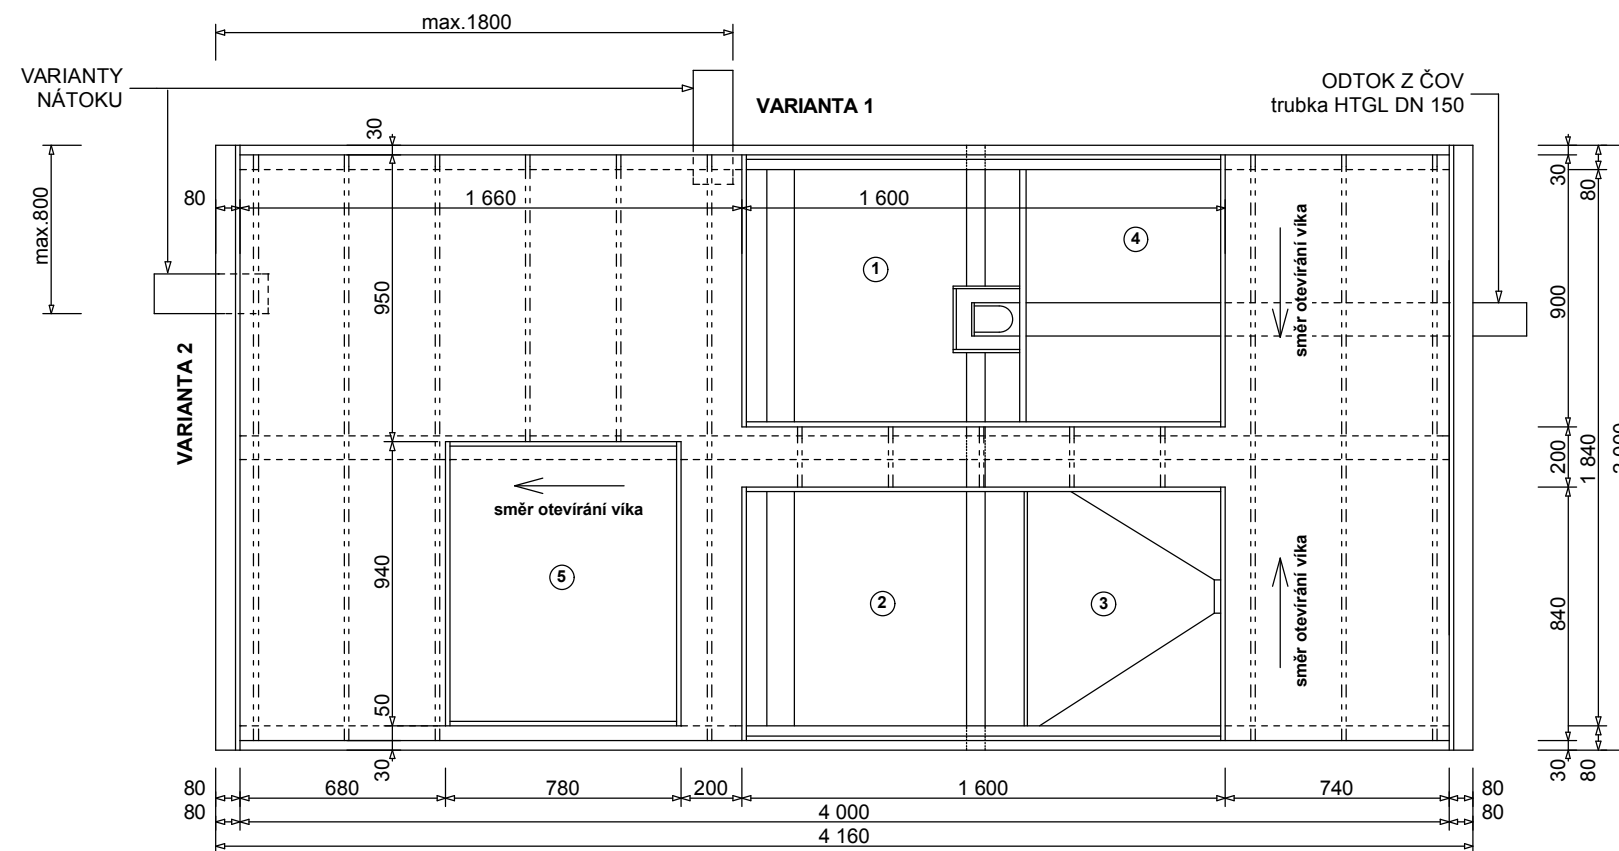 max.1800
VARIANTY
NÁTOKU
VARIANTA 1
ODTOK Z ČOV
trubka HTGL DN 150
30
30
80
max.800
80
1 660
1 600
4
1
směr otevírání víka
950
900
VARIANTA 2
200
1 840
směr otevírání víka
5
940
2
3
směr otevírání víka
840
50
30
30
80
80
680
780
200
1 600
740
80
80
4 000
80
4 160